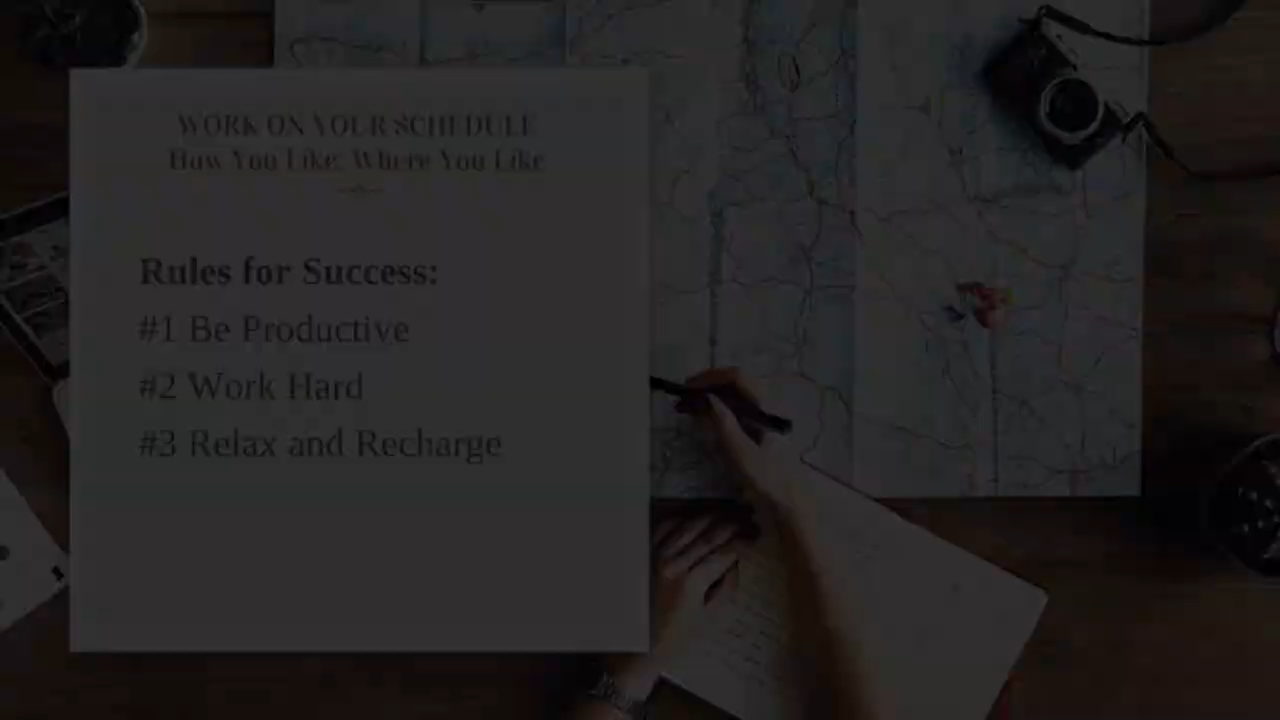 WORK ON YOUR SCHEDULE
How You Like, Where You Like
Rules for Success:
#1 Be Productive
#2 Work Hard
#3 Relax and Recharge